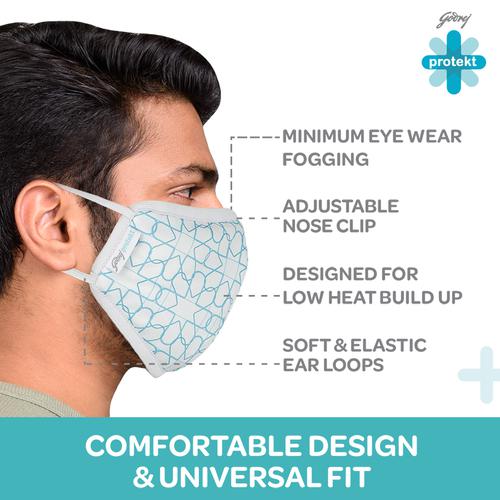 Godrej
protekt
MINIMUM EYE WEAR
FOGGING
ADJUSTABLE
NOSE CLIP
DESIGNED FOR
LOW HEAT BUILD UP
SOFT & ELASTIC
EAR LOOPS
Godrej
COMFORTABLE DESIGN
& UNIVERSAL FIT